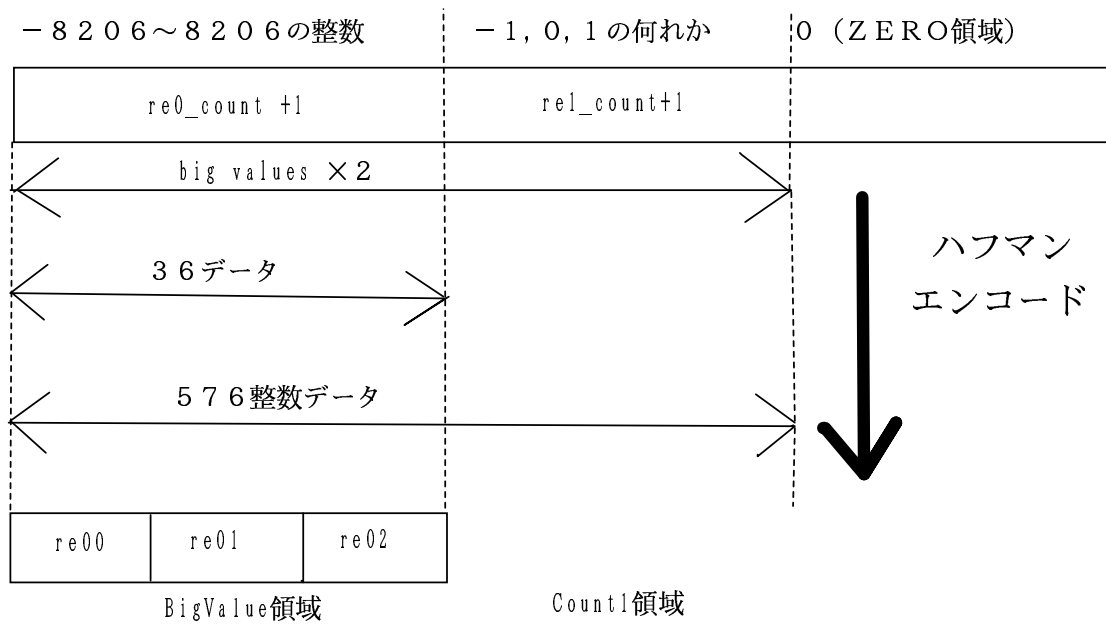 －８２０６～８２０６の整数
－１，０，１の何れか
０（ＺＥＲＯ領域）
re0_count +1
re1_count+1
big values ×２
３６データ
ハフマン
エンコード
５７６整数データ
re00
re01
re02
BigValue領域
Count1領域